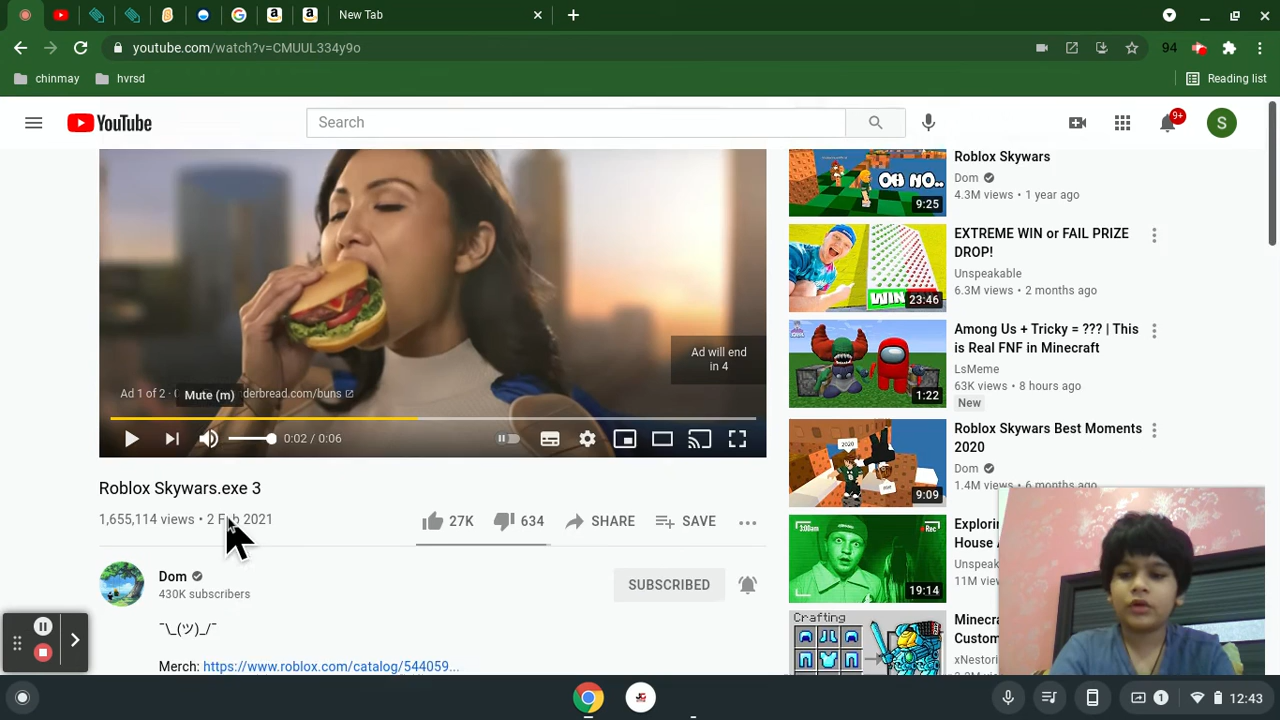 New Tab
youtube.com/watch?v=CMUUL334y9o
94
chinmay
hvrsd
Reading list
YouTube
Search
9+
S
Ad will end
in 4
Ad 1 of 2 ·
derbread.com/buns
Mute (m)
0:02 / 0:06
Roblox Skywars.exe 3
1,655,114 views • 2 Feb 2021
27K
634
SHARE
SAVE
Dom
430K subscribers
SUBSCRIBED
¯\_(ツ)_/¯
Merch: https://www.roblox.com/catalog/544059...
OH NO..
9:25
Roblox Skywars
Dom
4.3M views • 1 year ago
WIN
23:46
EXTREME WIN or FAIL PRIZE
DROP!
Unspeakable
6.3M views • 2 months ago
1:22
Among Us + Tricky = ??? | This
is Real FNF in Minecraft
LsMeme
63K views • 8 hours ago
New
2020
9:09
Roblox Skywars Best Moments
2020
Dom
1.4M views • 6 months ago
3:00am
Rec
19:14
House
11M
Crafting
12:43
1